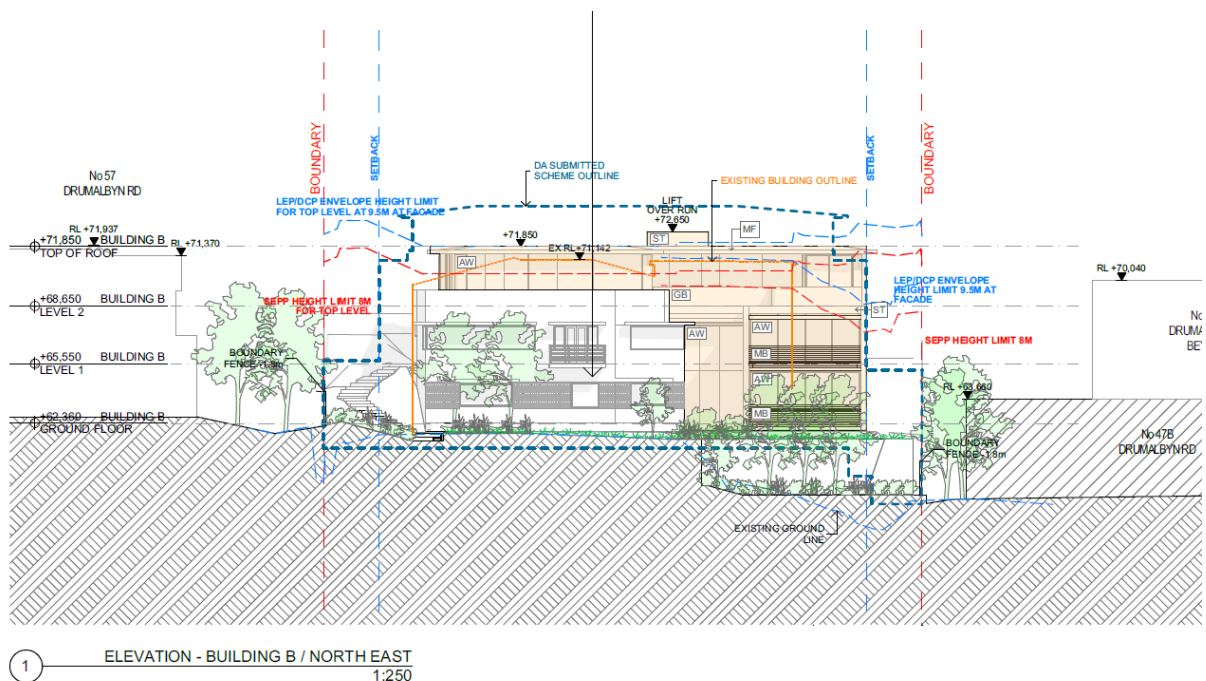 BOUNDARY
SETBACK
SETBACK
BOUNDARY
No 57
DRUMALBYN RD
DA SUBMITTED
SCHEME OUTLINE
EXISTING BUILDING OUTLINE
LEP/DCP ENVELOPE HEIGHT LIMIT
FOR TOP LEVEL AT 9.5M AT FACADE
LIFT
OVER RUN
+72,650
RL +71,937
+71,850 BUILDING B
TOP OF ROOF
RL +71,370
+71,850
EX RL+71,142
ST
MF
RL +70,040
AW
LEP/DCP ENVELOPE
HEIGHT LIMIT 9.5M AT
FACADE
GB
+68,650 BUILDING B
LEVEL 2
SEPP HEIGHT LIMIT 8M
FOR TOP LEVEL
ST
AW
AW
SEPP HEIGHT LIMIT 8M
BOUNDARY
FENCE ~1.8m
MB
+65,550 BUILDING B
LEVEL 1
AW
RL +63,660
MB
+62,360 BUILDING B
GROUND FLOOR
BOUNDARY
FENCE ~1.8m
No 47B
DRUMALBYN RD
EXISTING GROUND
LINE
1
ELEVATION - BUILDING B / NORTH EAST
1:250